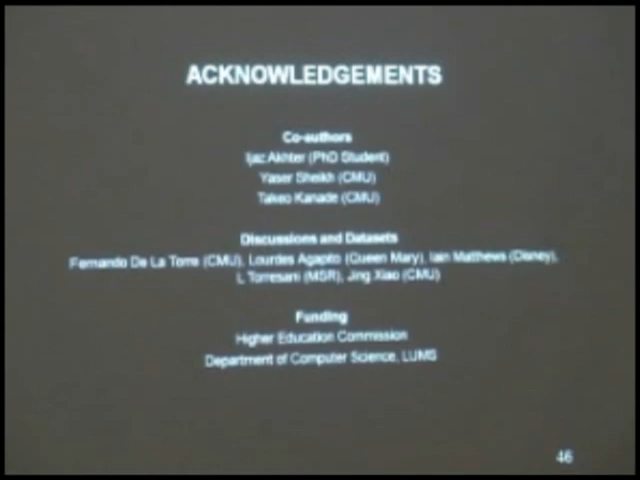 ACKNOWLEDGEMENTS
Co-authors
Ijaz Akhter (PhD Student)
Yaser Sheikh (CMU)
Takeo Kanade (CMU)
Discussions and Datasets
Fernando De La Torre (CMU), Lourdes Agapito (Queen Mary), Iain Matthews (Disney),
L Torresani (MSR), Jing Xiao (CMU)
Funding
Higher Education Commission
Department of Computer Science, LUMS
46